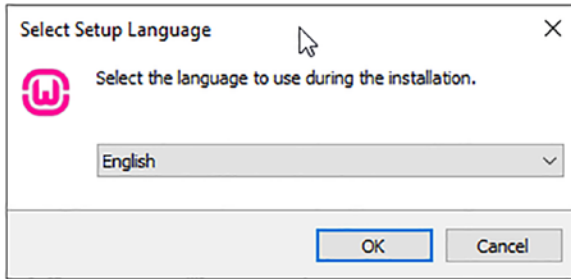 Select Setup Language
Select the language to use during the installation.
English
OK Cancel